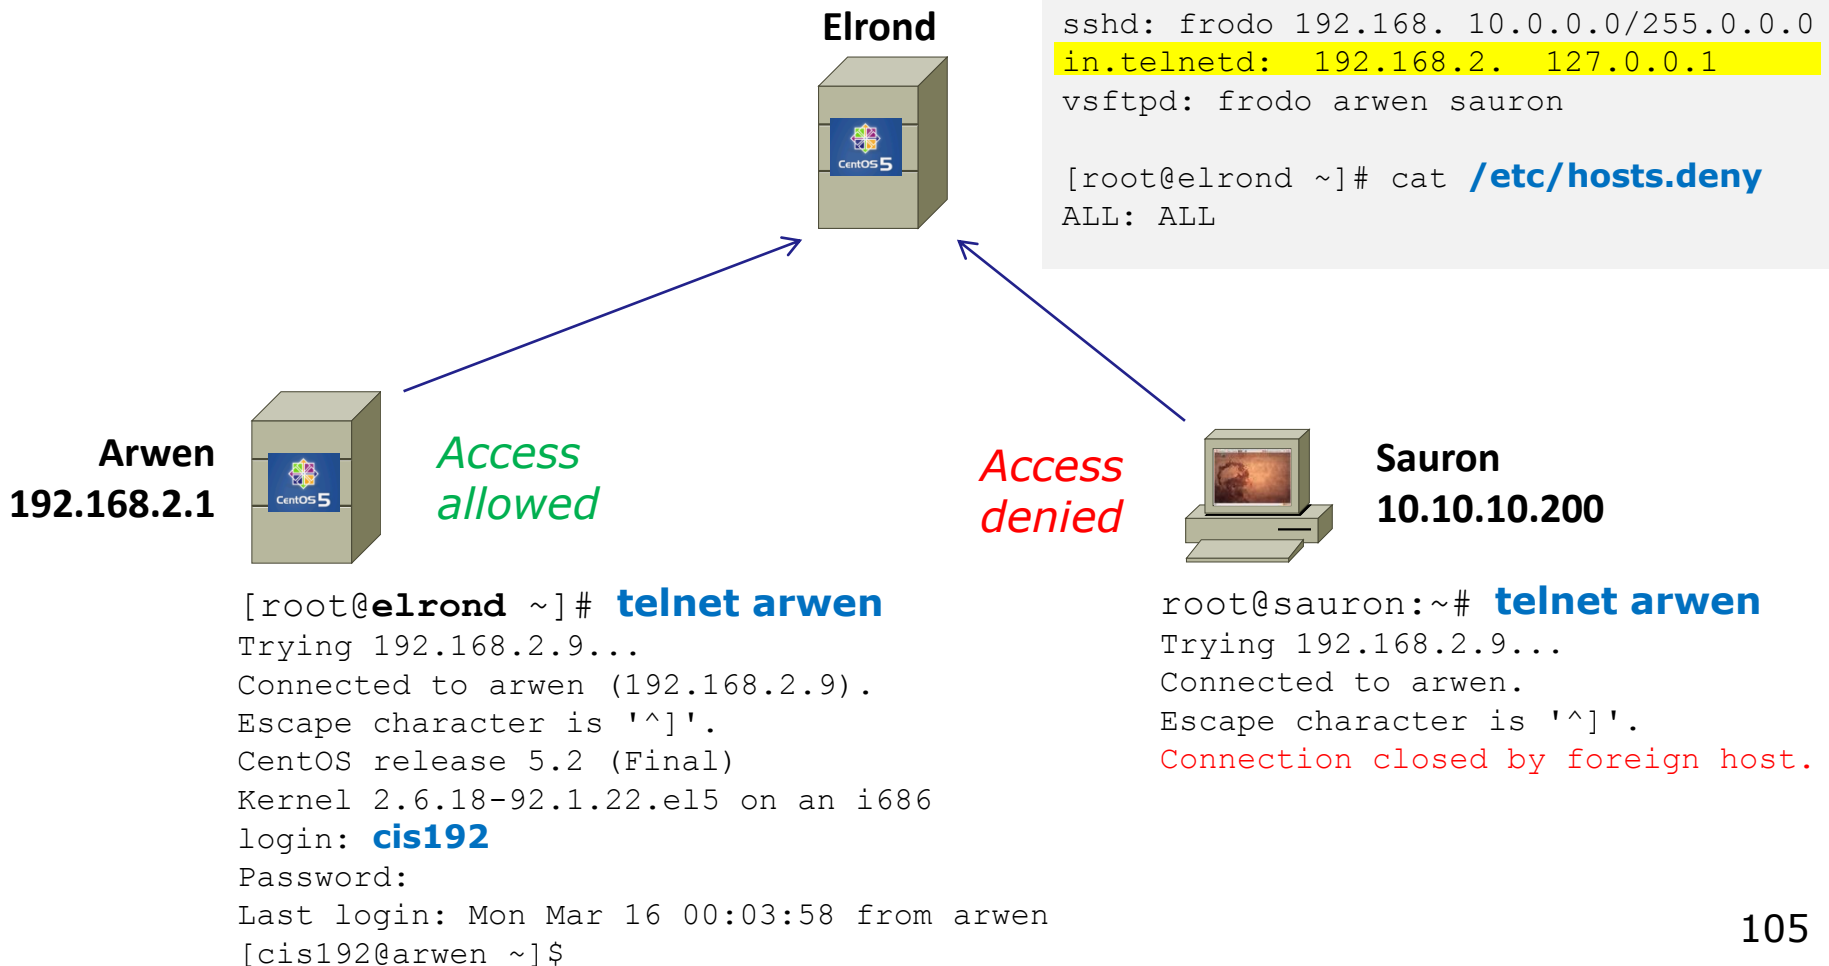 Elrond
CentOS 5
sshd: frodo 192.168. 10.0.0.0/255.0.0.0
in.telnetd:  192.168.2.  127.0.0.1
vsftpd: frodo arwen sauron
[root@elrond ~]# cat /etc/hosts.deny
ALL: ALL
Arwen
192.168.2.1
CentOS 5
Access
allowed
Access
denied
Sauron
10.10.10.200
[root@elrond ~]# telnet arwen
Trying 192.168.2.9...
Connected to arwen (192.168.2.9).
Escape character is '^]'.
CentOS release 5.2 (Final)
Kernel 2.6.18-92.1.22.el5 on an i686
login: cis192
Password:
Last login: Mon Mar 16 00:03:58 from arwen
[cis192@arwen ~]$
root@sauron:~# telnet arwen
Trying 192.168.2.9...
Connected to arwen.
Escape character is '^]'.
Connection closed by foreign host.
105